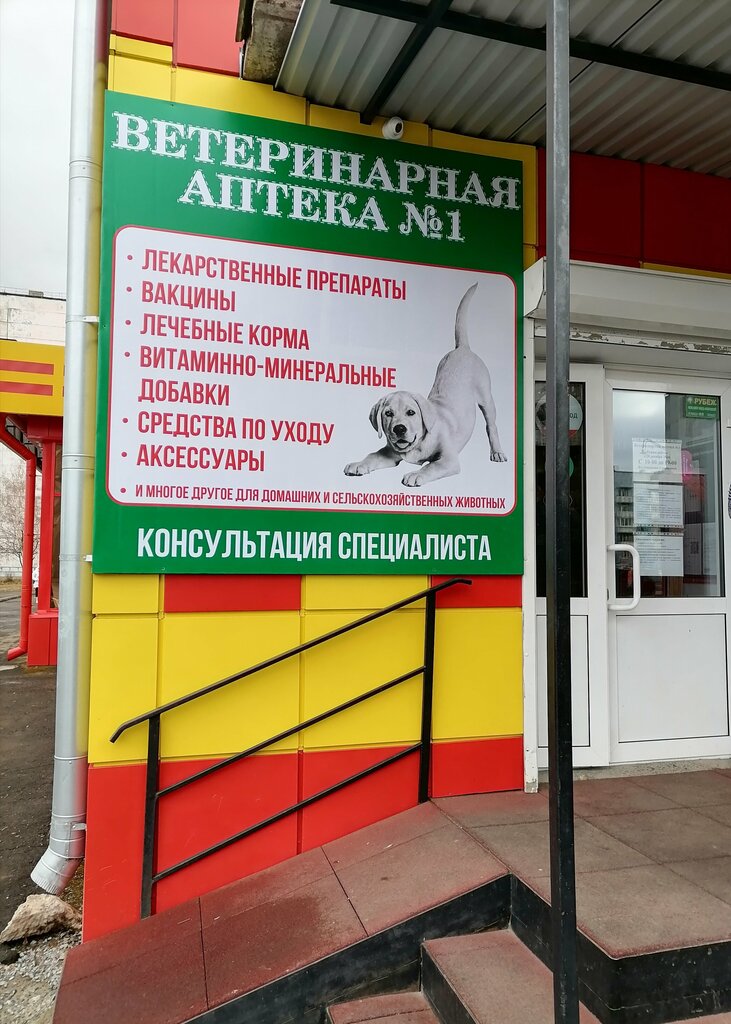 ВЕТЕРИНАРНАЯ
АПТЕКА №1
• ЛЕКАРСТВЕННЫЕ ПРЕПАРАТЫ
• ВАКЦИНЫ
• ЛЕЧЕБНЫЕ КОРМА
• ВИТАМИННО-МИНЕРАЛЬНЫЕ
ДОБАВКИ
• СРЕДСТВА ПО УХОДУ
• АКСЕССУАРЫ
• И МНОГОЕ ДРУГОЕ ДЛЯ ДОМАШНИХ И СЕЛЬСКОХОЗЯЙСТВЕННЫХ ЖИВОТНЫХ
КОНСУЛЬТАЦИЯ СПЕЦИАЛИСТА
РУБЕЖ